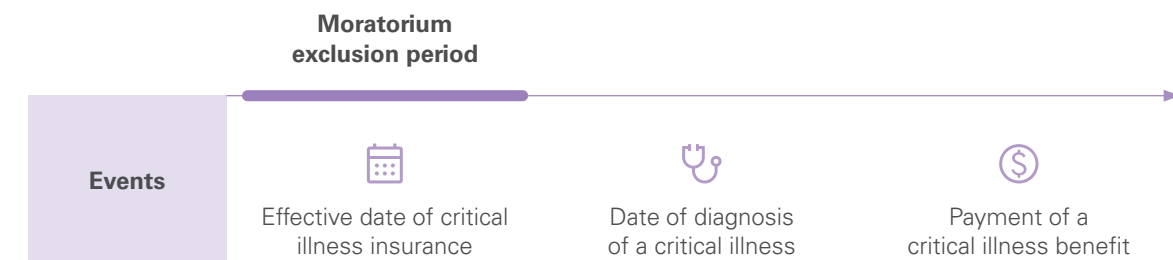 Moratorium
exclusion period
Events
Effective date of critical
illness insurance
Date of diagnosis
of a critical illness
Payment of a
critical illness benefit